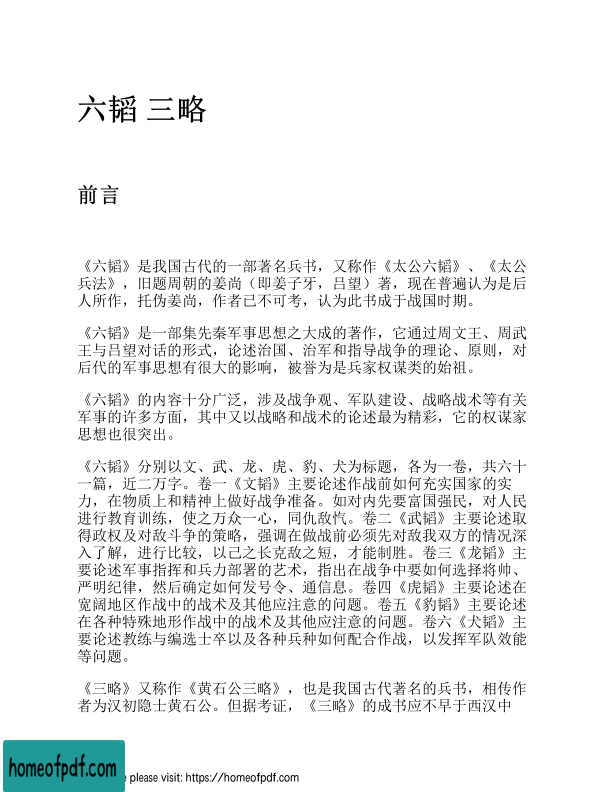 六韬 三略
前言
《六韬》是我国古代的一部著名兵书，又称作《太公六韬》、《太公
兵法》，旧题周朝的姜尚（即姜子牙，吕望）著，现在普遍认为是后
人所作，托伪姜尚，作者已不可考，认为此书成于战国时期。
《六韬》是一部集先秦军事思想之大成的著作，它通过周文王、周武
王与吕望对话的形式，论述治国、治军和指导战争的理论、原则，对
后代的军事思想有很大的影响，被誉为是兵家权谋类的始祖。
《六韬》的内容十分广泛，涉及战争观、军队建设、战略战术等有关
军事的许多方面，其中又以战略和战术的论述最为精彩，它的权谋家
思想也很突出。
《六韬》分别以文、武、龙、虎、豹、犬为标题，各为一卷，共六十
一篇，近二万字。卷一《文韬》主要论述作战前如何充实国家的实
力，在物质上和精神上做好战争准备。如对内先要富国强民，对人民
进行教育训练，使之万众一心，同仇敌忾。卷二《武韬》主要论述取
得政权及对敌斗争的策略，强调在做战前必须先对敌我双方的情况深
入了解，进行比较，以己之长克敌之短，才能制胜。卷三《龙韬》主
要论述军事指挥和兵力部署的艺术，指出在战争中要如何选择将帅、
严明纪律，然后确定如何发号令、通信息。卷四《虎韬》主要论述在
宽阔地区作战中的战术及其他应注意的问题。卷五《豹韬》主要论述
在各种特殊地形作战中的战术及其他应注意的问题。卷六《犬韬》主
要论述教练与编选士卒以及各种兵种如何配合作战，以发挥军队效能
等问题。
《三略》又称作《黄石公三略》，也是我国古代著名的兵书，相传作
者为汉初隐士黄石公。但据考证，《三略》的成书应不早于西汉中
homeofpdf.com
please visit: https://homeofpdf.com